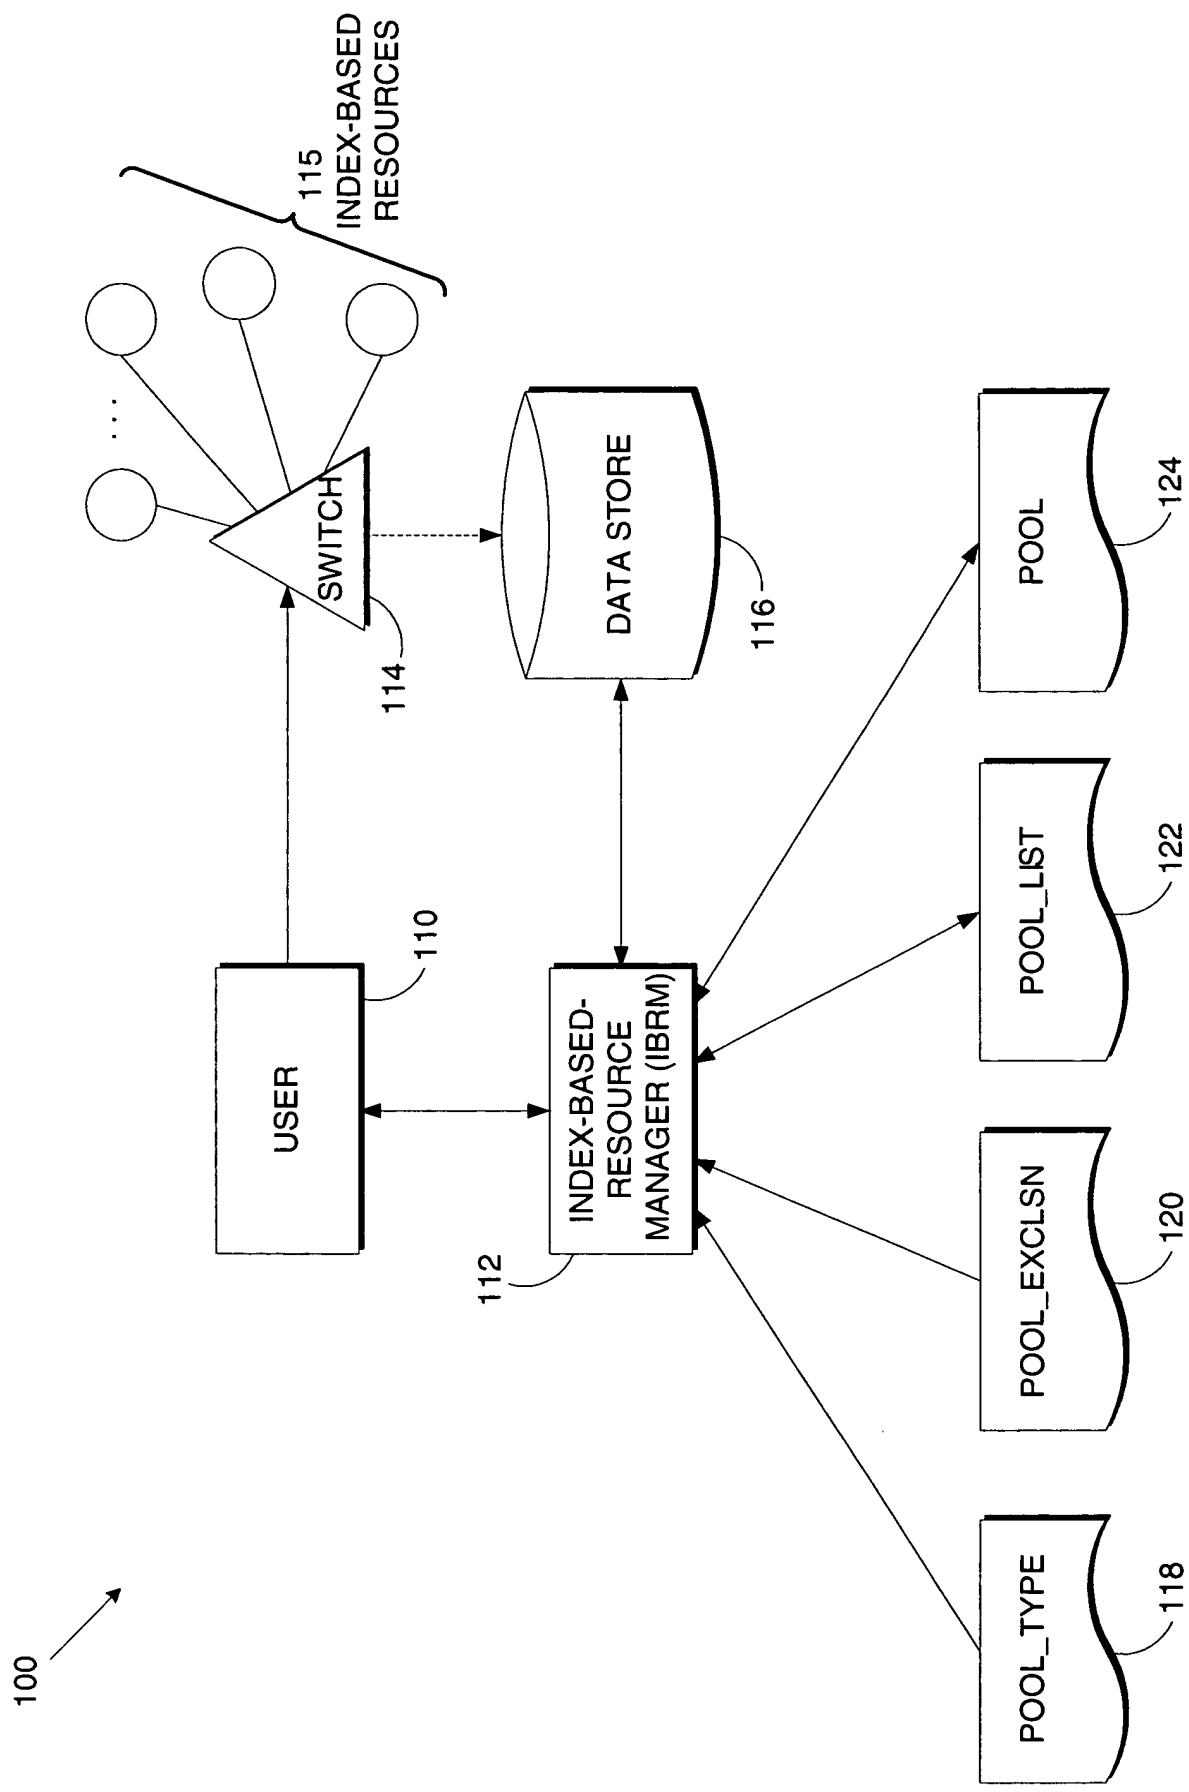 100
115
INDEX-BASED
RESOURCES
. . .
USER
110
SWITCH
114
INDEX-BASED-
RESOURCE
MANAGER (IBRM)
112
DATA STORE
116
POOL_TYPE
118
POOL_EXCLSN
120
POOL_LIST
122
POOL
124